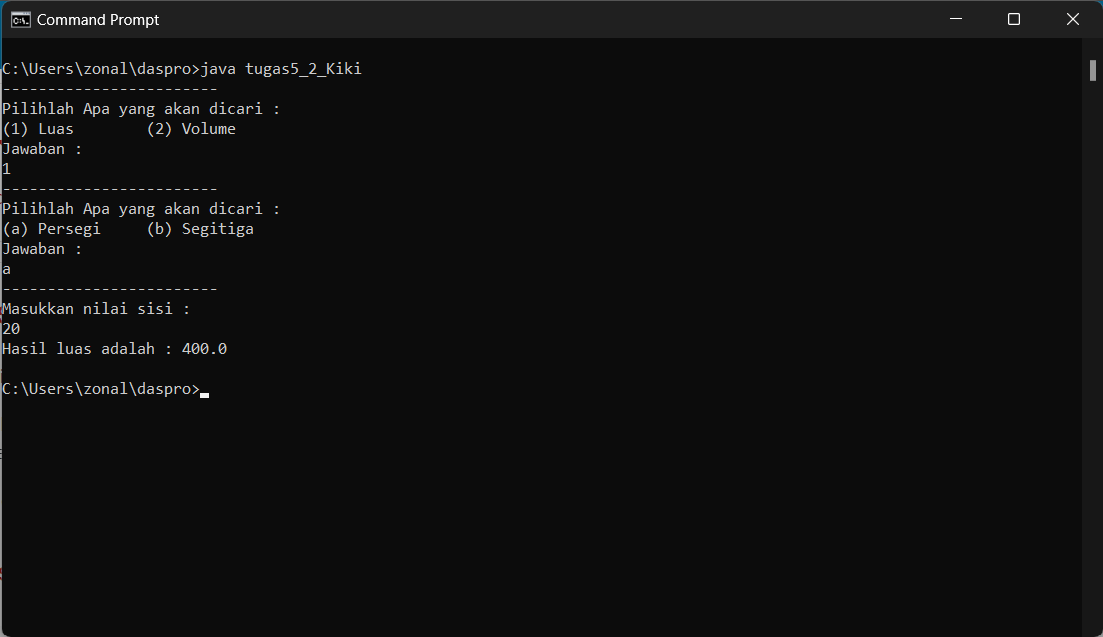 Command Prompt
C:\Users\zonal\daspro>java tugas5_2_Kiki
------------------------
Pilihlah Apa yang akan dicari :
(1) Luas        (2) Volume
Jawaban :
1
------------------------
Pilihlah Apa yang akan dicari :
(a) Persegi     (b) Segitiga
Jawaban :
a
------------------------
Masukkan nilai sisi :
20
Hasil luas adalah : 400.0
C:\Users\zonal\daspro>